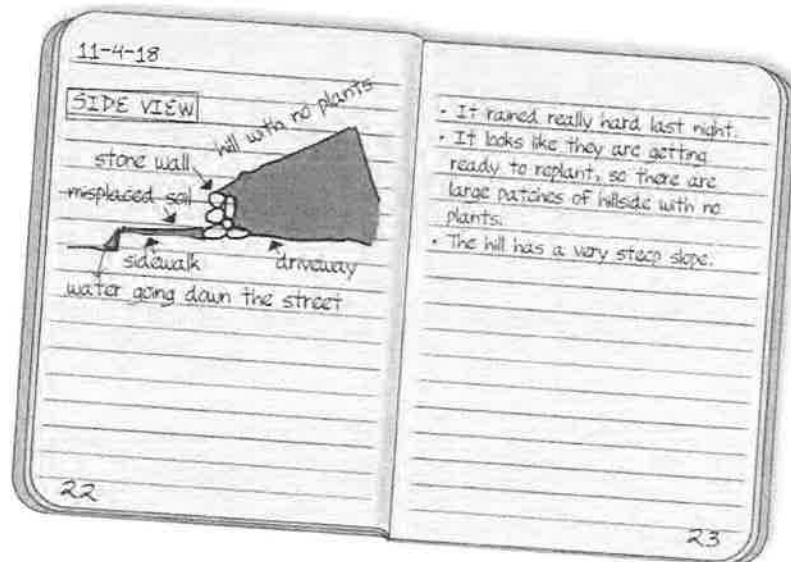 11-4-18
SIDE VIEW
hill with no plants
stone wall
misplaced soil
sidewalk
driveway
water going down the street
22
• It rained really hard last night.
• It looks like they are getting
ready to replant, so there are
large patches of hillside with no
plants.
• The hill has a very steep slope.
23